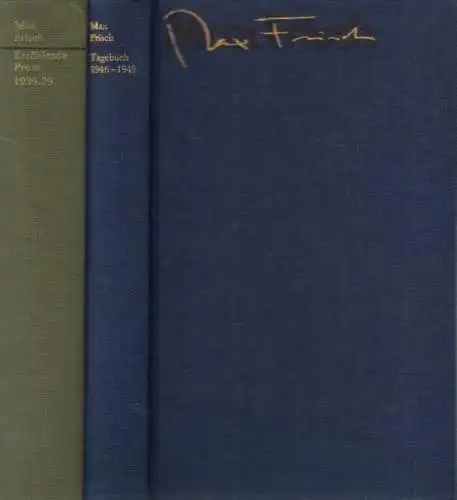 Max
Frisch
Erzählende
Prosa
1939-79
Max
Frisch
Tagebuch
1946–1949
Max Frisch